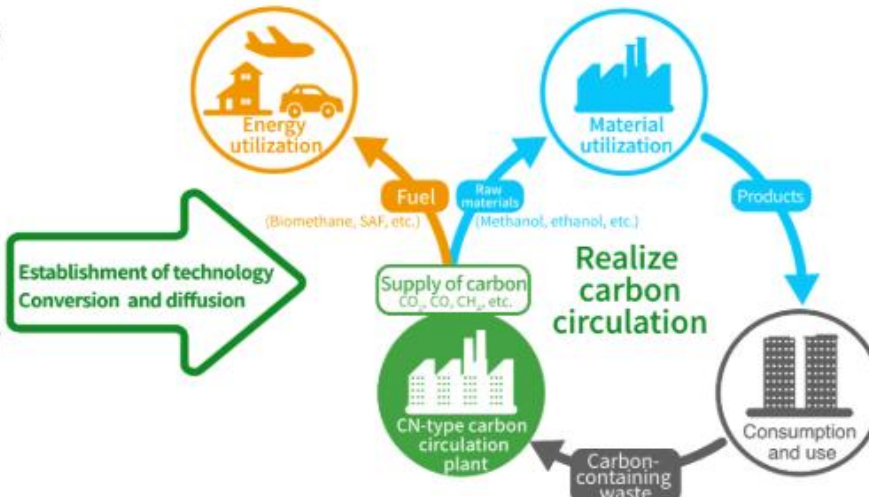 Energy
utilization
Material
utilization
Fuel
Raw
materials
Products
(Biomethane, SAF, etc.)
(Methanol, ethanol, etc.)
Establishment of technology
Conversion and diffusion
Supply of carbon
CO₂, CO, CH₄, etc.
Realize
carbon
circulation
CN-type carbon
circulation
plant
Consumption
and use
Carbon-
containing
waste